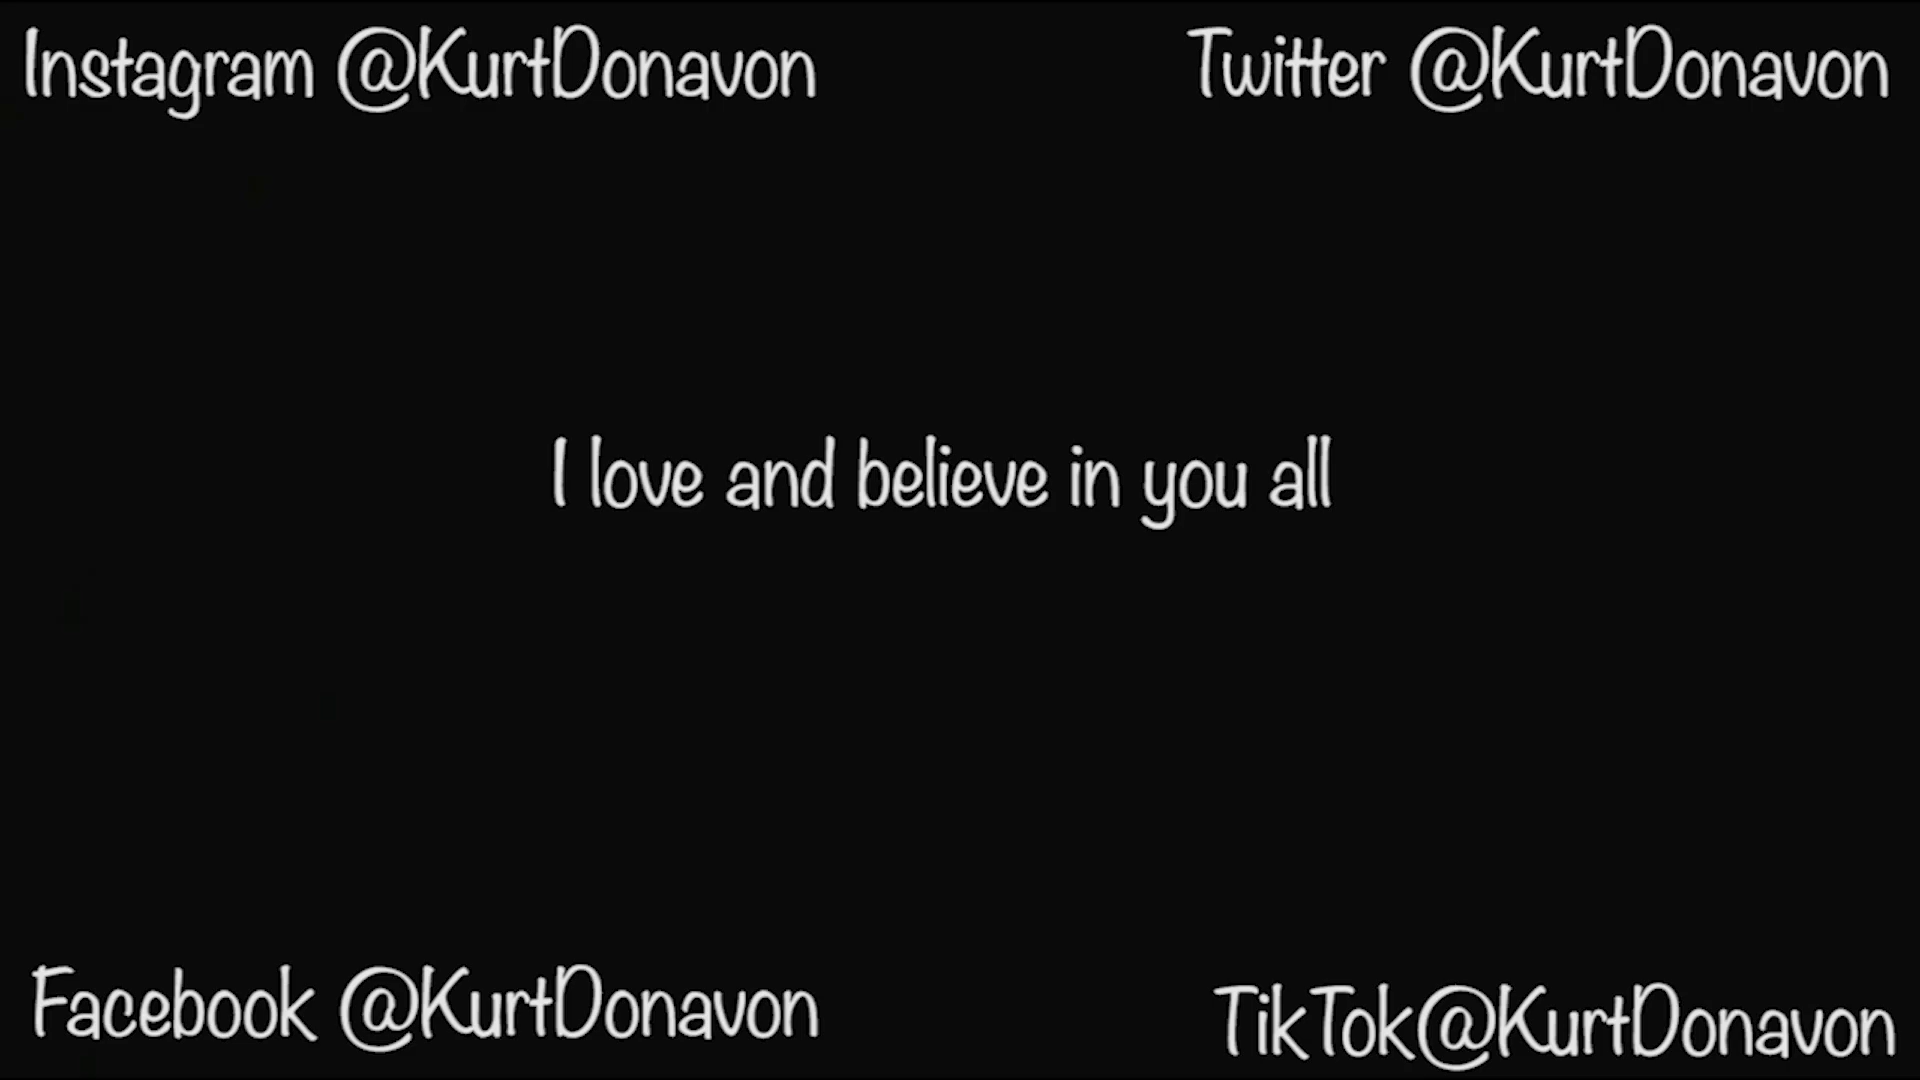 Instagram @KurtDonavon
Twitter @KurtDonavon
I love and believe in you all
Facebook @KurtDonavon
TikTok@KurtDonavon